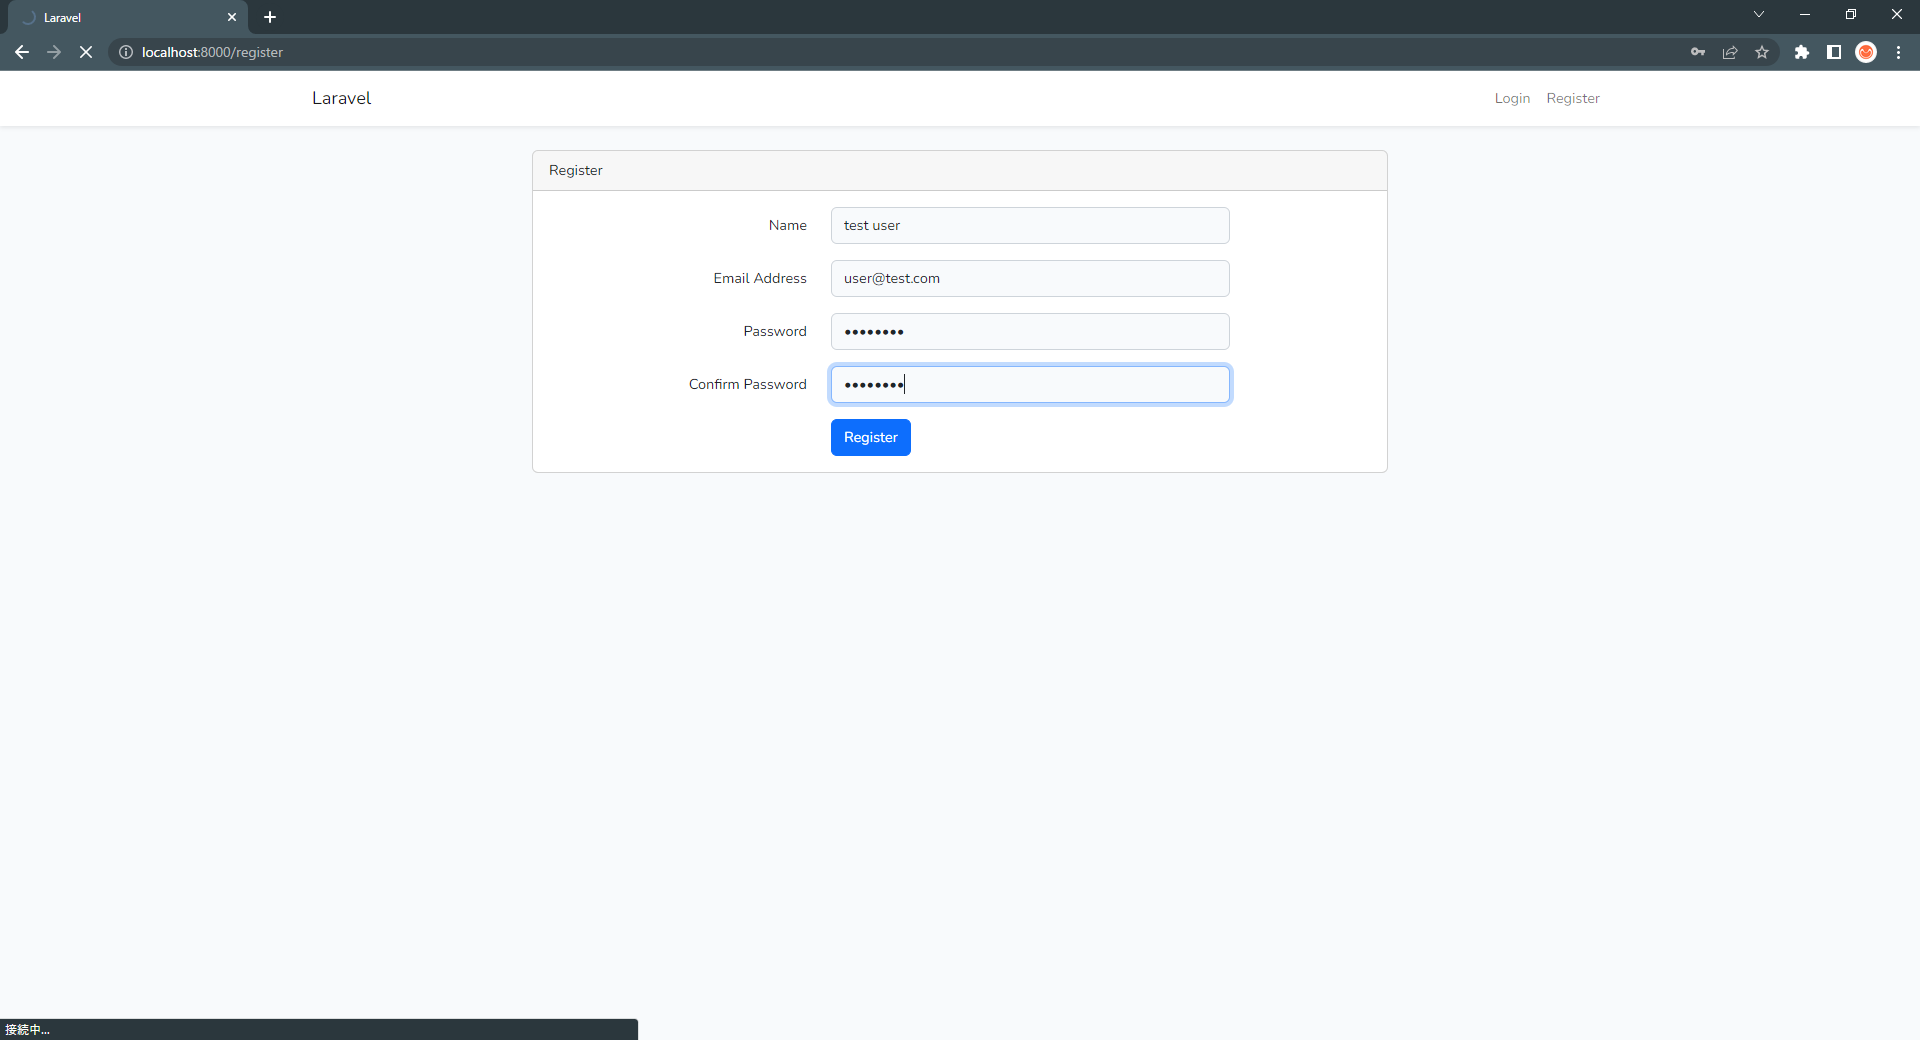 Laravel
localhost:8000/register
Laravel
Login Register
Register
Name test user
Email Address user@test.com
Password ••••••••
Confirm Password ••••••••
Register
接続中...